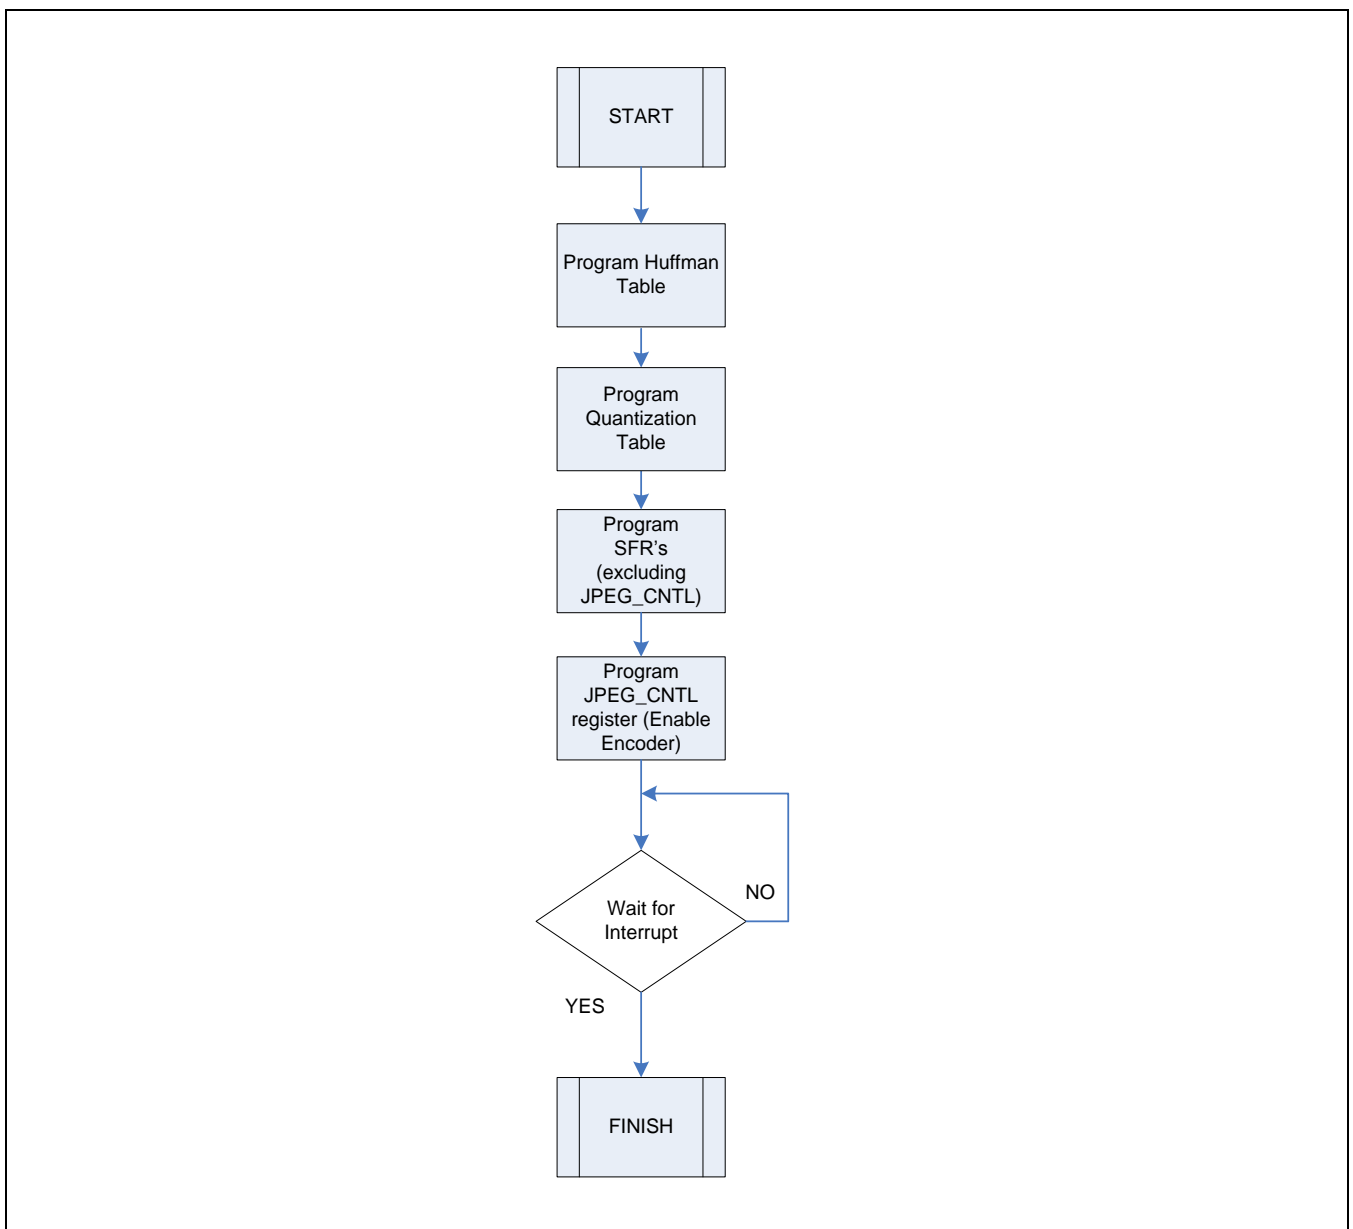 START
Program Huffman
Table
Program
Quantization
Table
Program
SFR's
(excluding
JPEG_CNTL)
Program
JPEG_CNTL
register (Enable
Encoder)
Wait for
Interrupt
NO
YES
FINISH